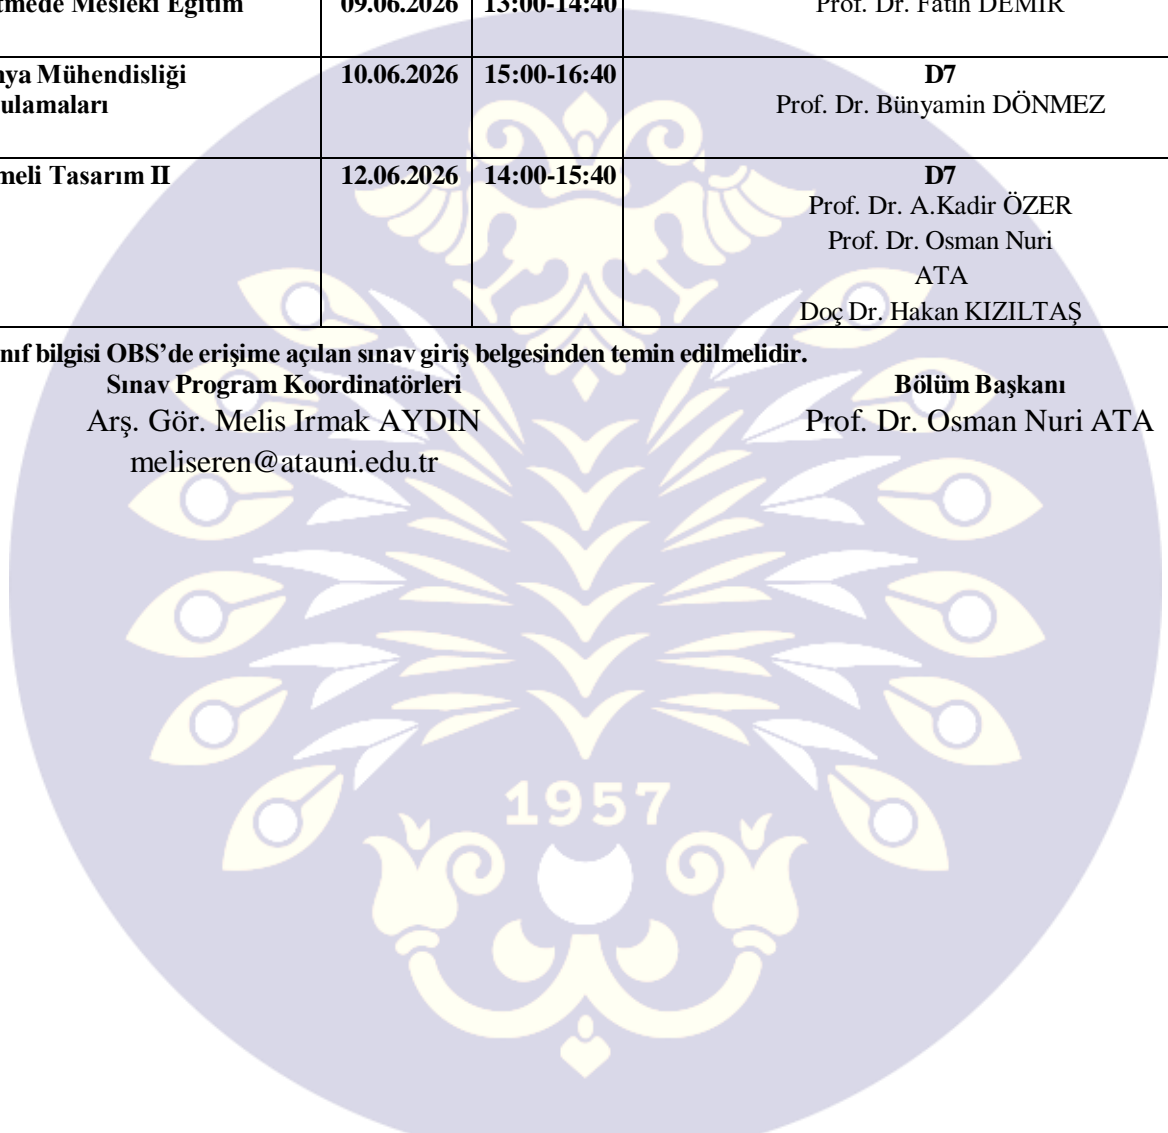 tmede Mesleki Eğitim 09.06.2026 13:00-14:40 Prof. Dr. Fatih DEMİR
nya Mühendisliği 10.06.2026 15:00-16:40 D7
ulamaları Prof. Dr. Bünyamin DÖNMEZ
meli Tasarım II 12.06.2026 14:00-15:40 D7
Prof. Dr. A.Kadir ÖZER
Prof. Dr. Osman Nuri
ATA
Doç Dr. Hakan KIZILTAŞ
nıf bilgisi OBS’de erişime açılan sınav giriş belgesinden temin edilmelidir.
Sınav Program Koordinatörleri Bölüm Başkanı
Arş. Gör. Melis Irmak AYDIN Prof. Dr. Osman Nuri ATA
meliseren@atauni.edu.tr
1957